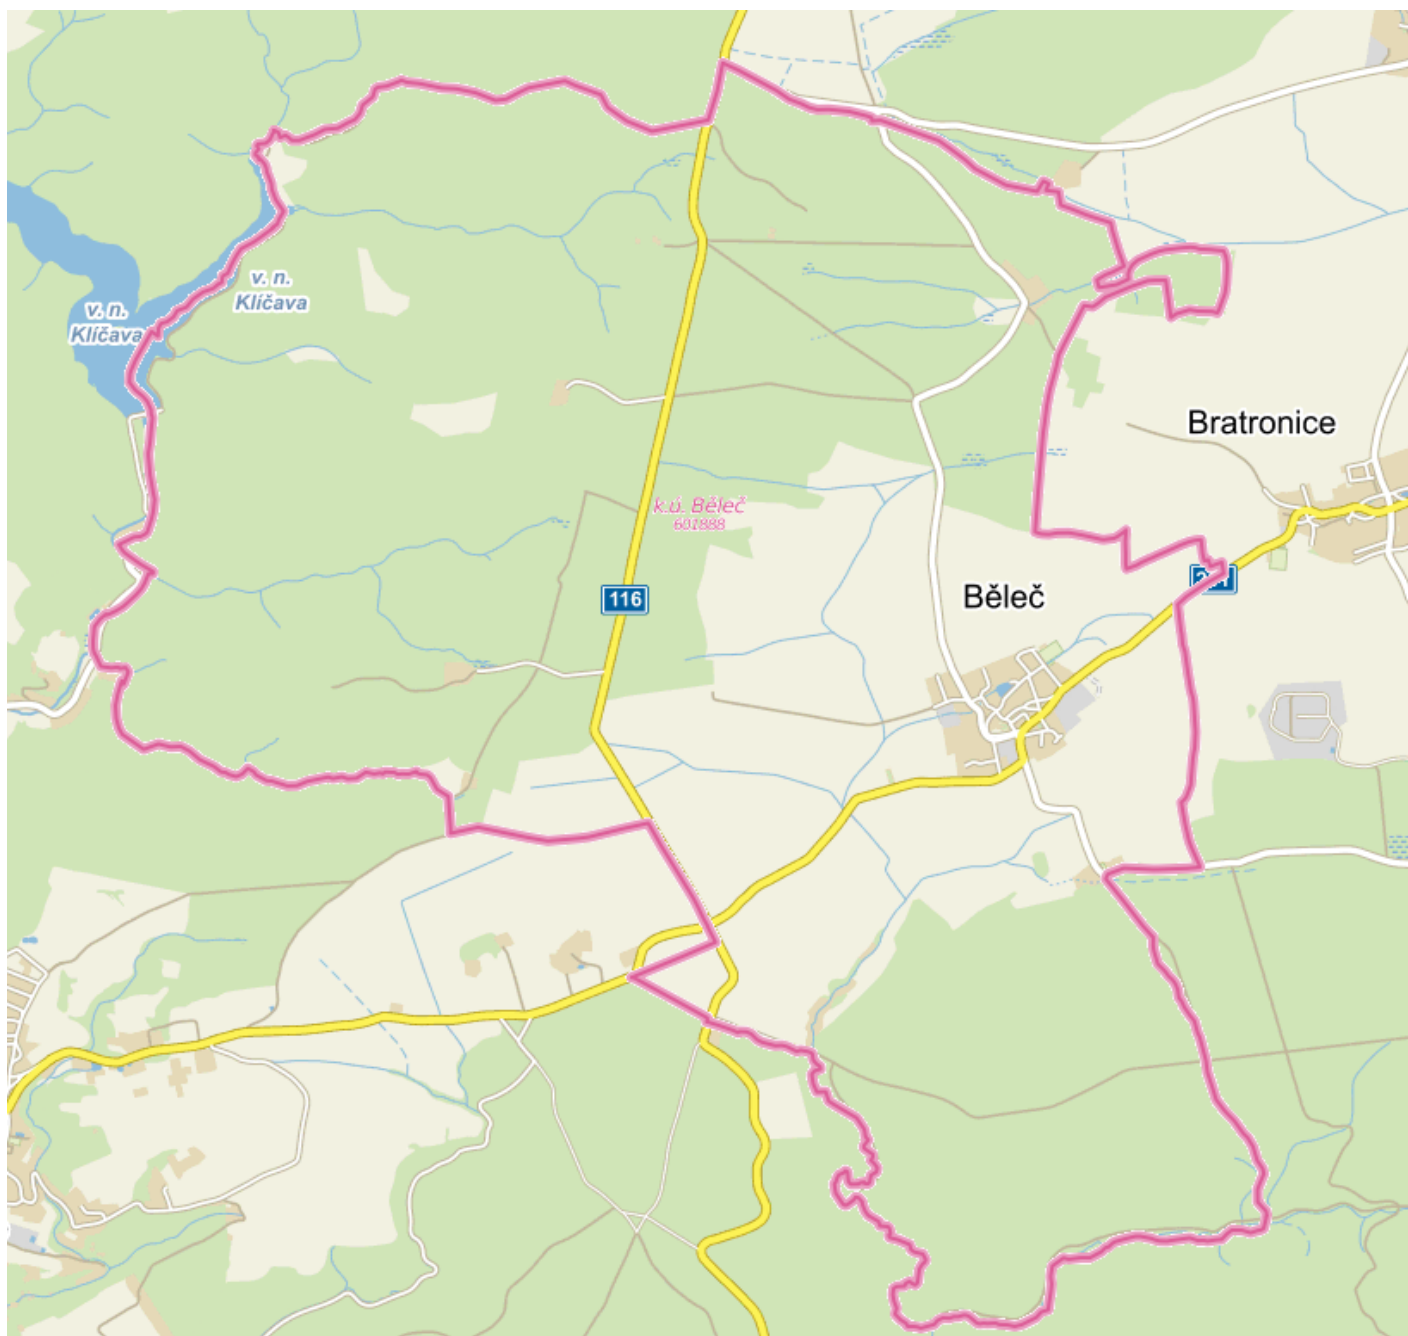 v. n.
Klíčava
v. n.
Klíčava
Bratronice
k.ú. Běleč
601888
116
Běleč